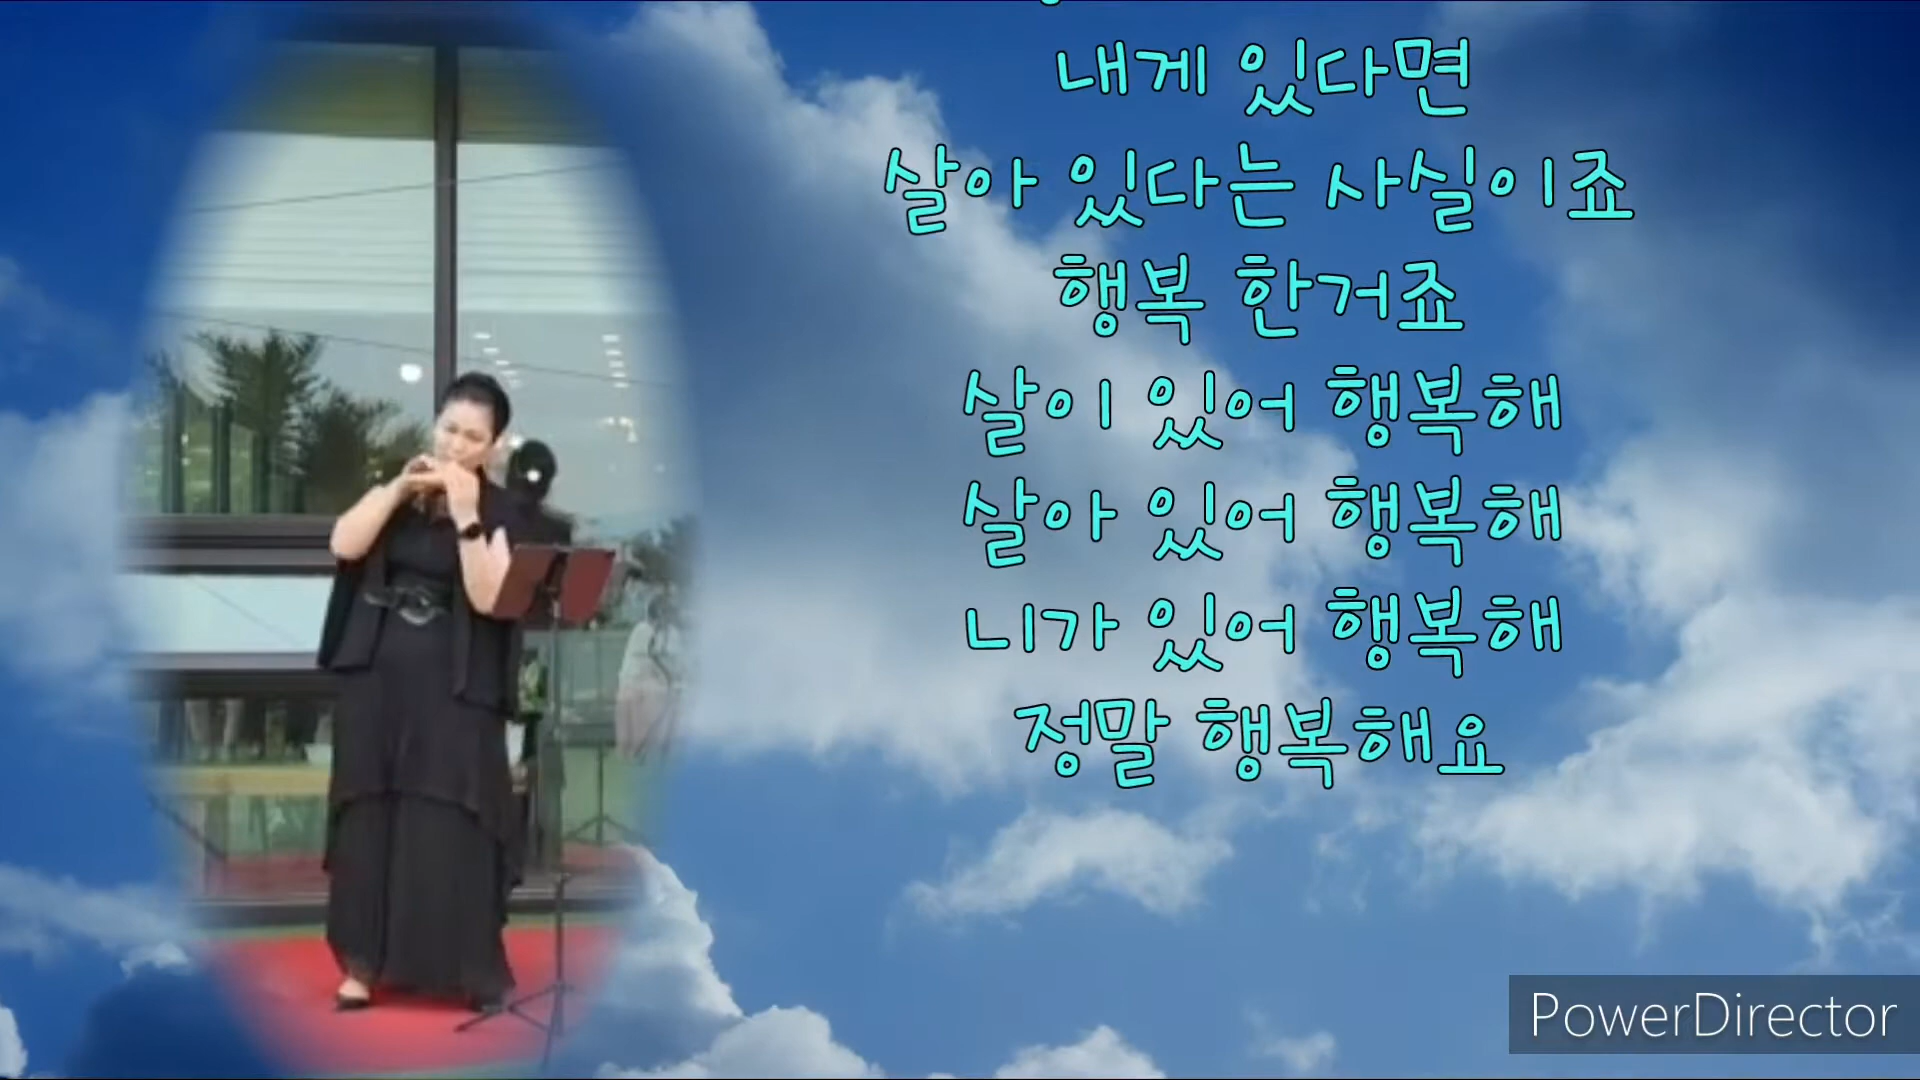 내게 있다면
살아 있다는 사실이죠
행복 한거죠
살이 있어 행복해
살아 있어 행복해
니가 있어 행복해
정말 행복해요
PowerDirector